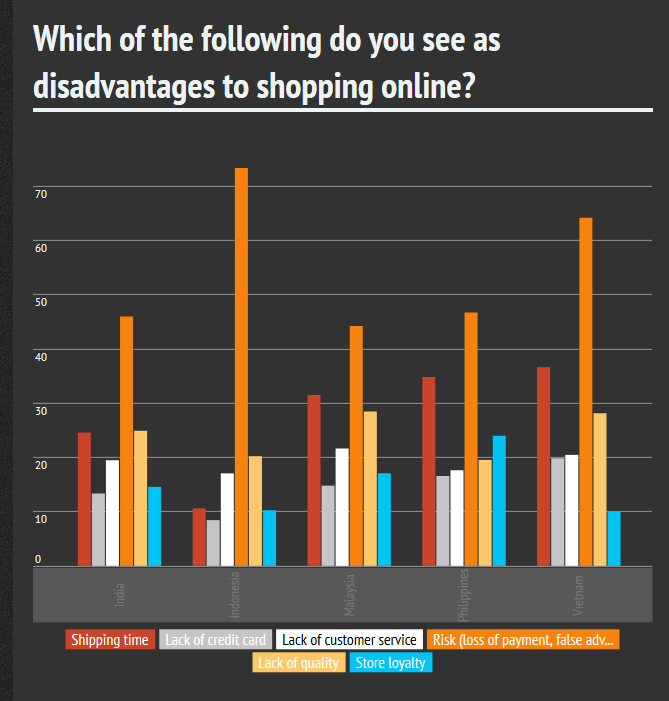 Which of the following do you see as
disadvantages to shopping online?
70
60
50
40
30
20
10
0
India
Indonesia
Malaysia
Philippines
Vietnam
Shipping time
Lack of credit card
Lack of customer service
Risk (loss of payment, false adv...
Lack of quality
Store loyalty